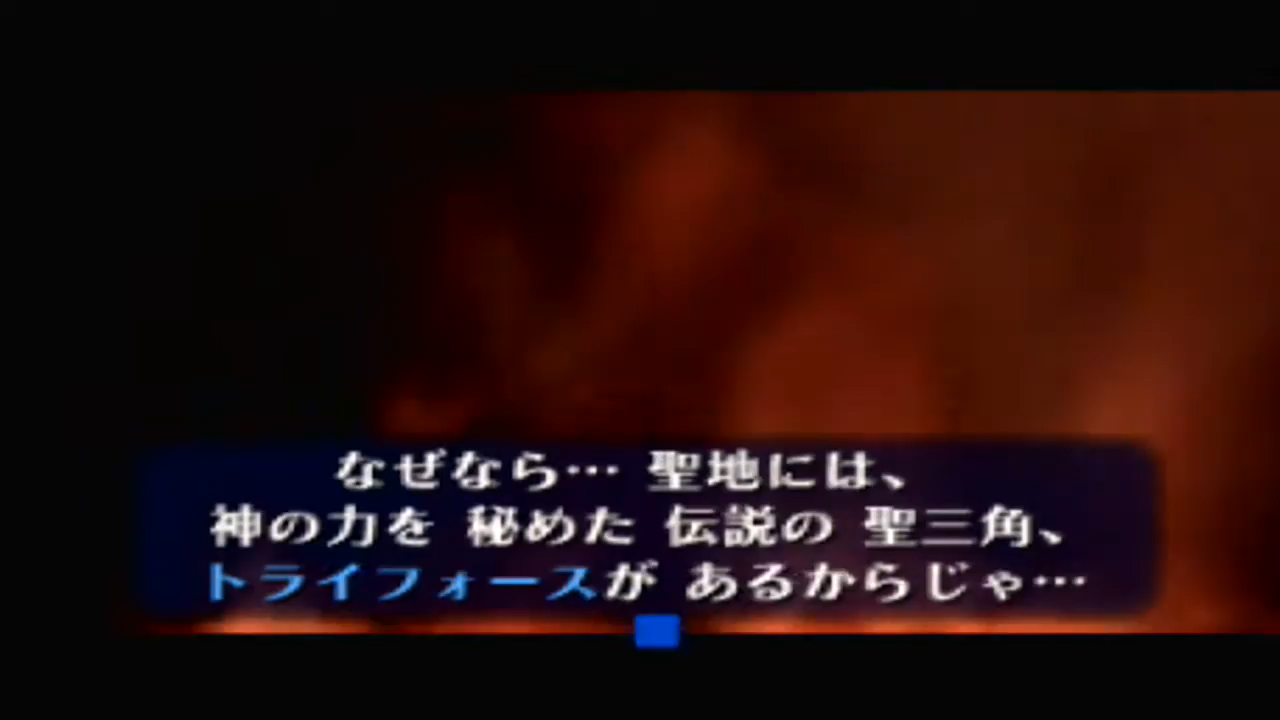 なぜなら… 聖地には、
神の力を 秘めた 伝説の 聖三角、
トライフォースが あるからじゃ…